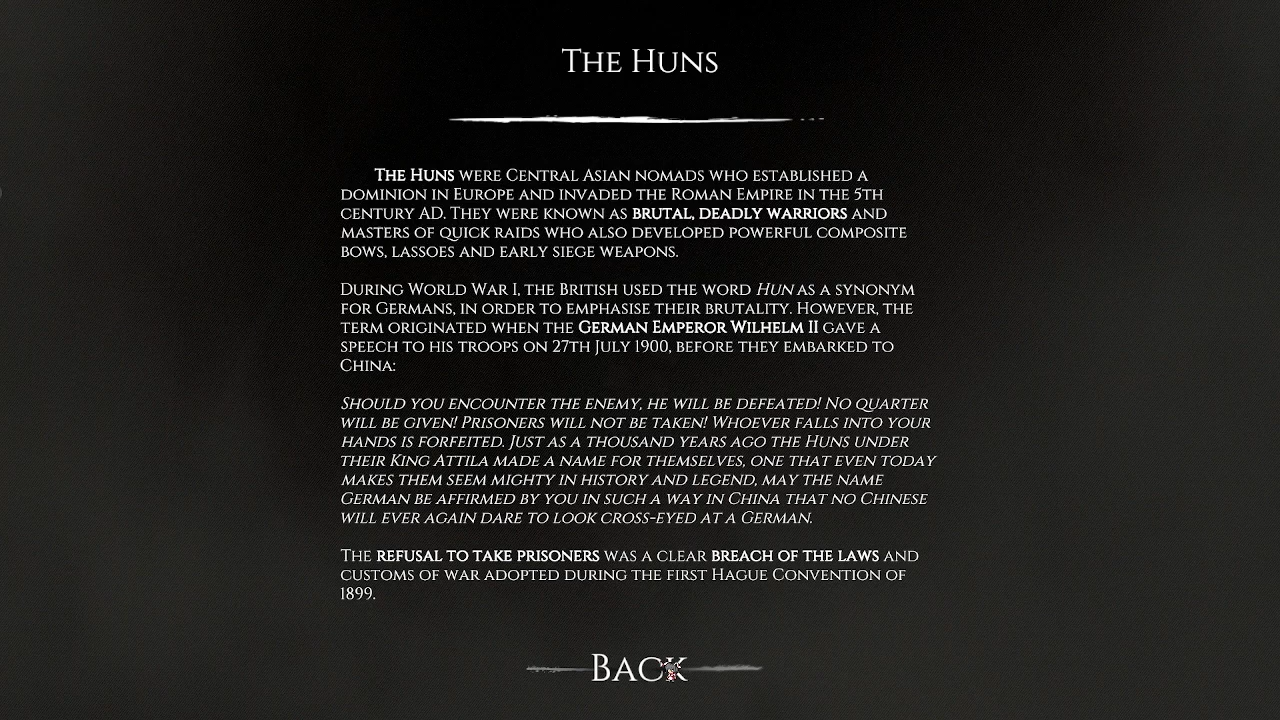 The Huns
The Huns were Central Asian nomads who established a
dominion in Europe and invaded the Roman Empire in the 5th
century AD. They were known as brutal, deadly warriors and
masters of quick raids who also developed powerful composite
bows, lassoes and early siege weapons.
During World War I, the British used the word Hun as a synonym
for Germans, in order to emphasise their brutality. However, the
term originated when the German Emperor Wilhelm II gave a
speech to his troops on 27th July 1900, before they embarked to
China:
Should you encounter the enemy, he will be defeated! No quarter
will be given! Prisoners will not be taken! Whoever falls into your
hands is forfeited. Just as a thousand years ago the Huns under
their King Attila made a name for themselves, one that even today
makes them seem mighty in history and legend, may the name
German be affirmed by you in such a way in China that no Chinese
will ever again dare to look cross-eyed at a German.
The refusal to take prisoners was a clear breach of the laws and
customs of war adopted during the first Hague Convention of
1899.
Back